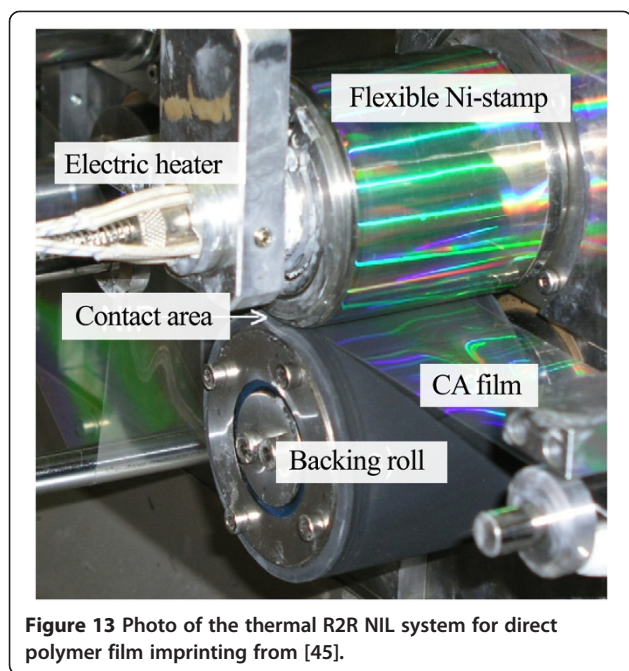 Flexible Ni-stamp
Electric heater
Contact area
CA film
Backing roll
Figure 13 Photo of the thermal R2R NIL system for direct
polymer film imprinting from [45].